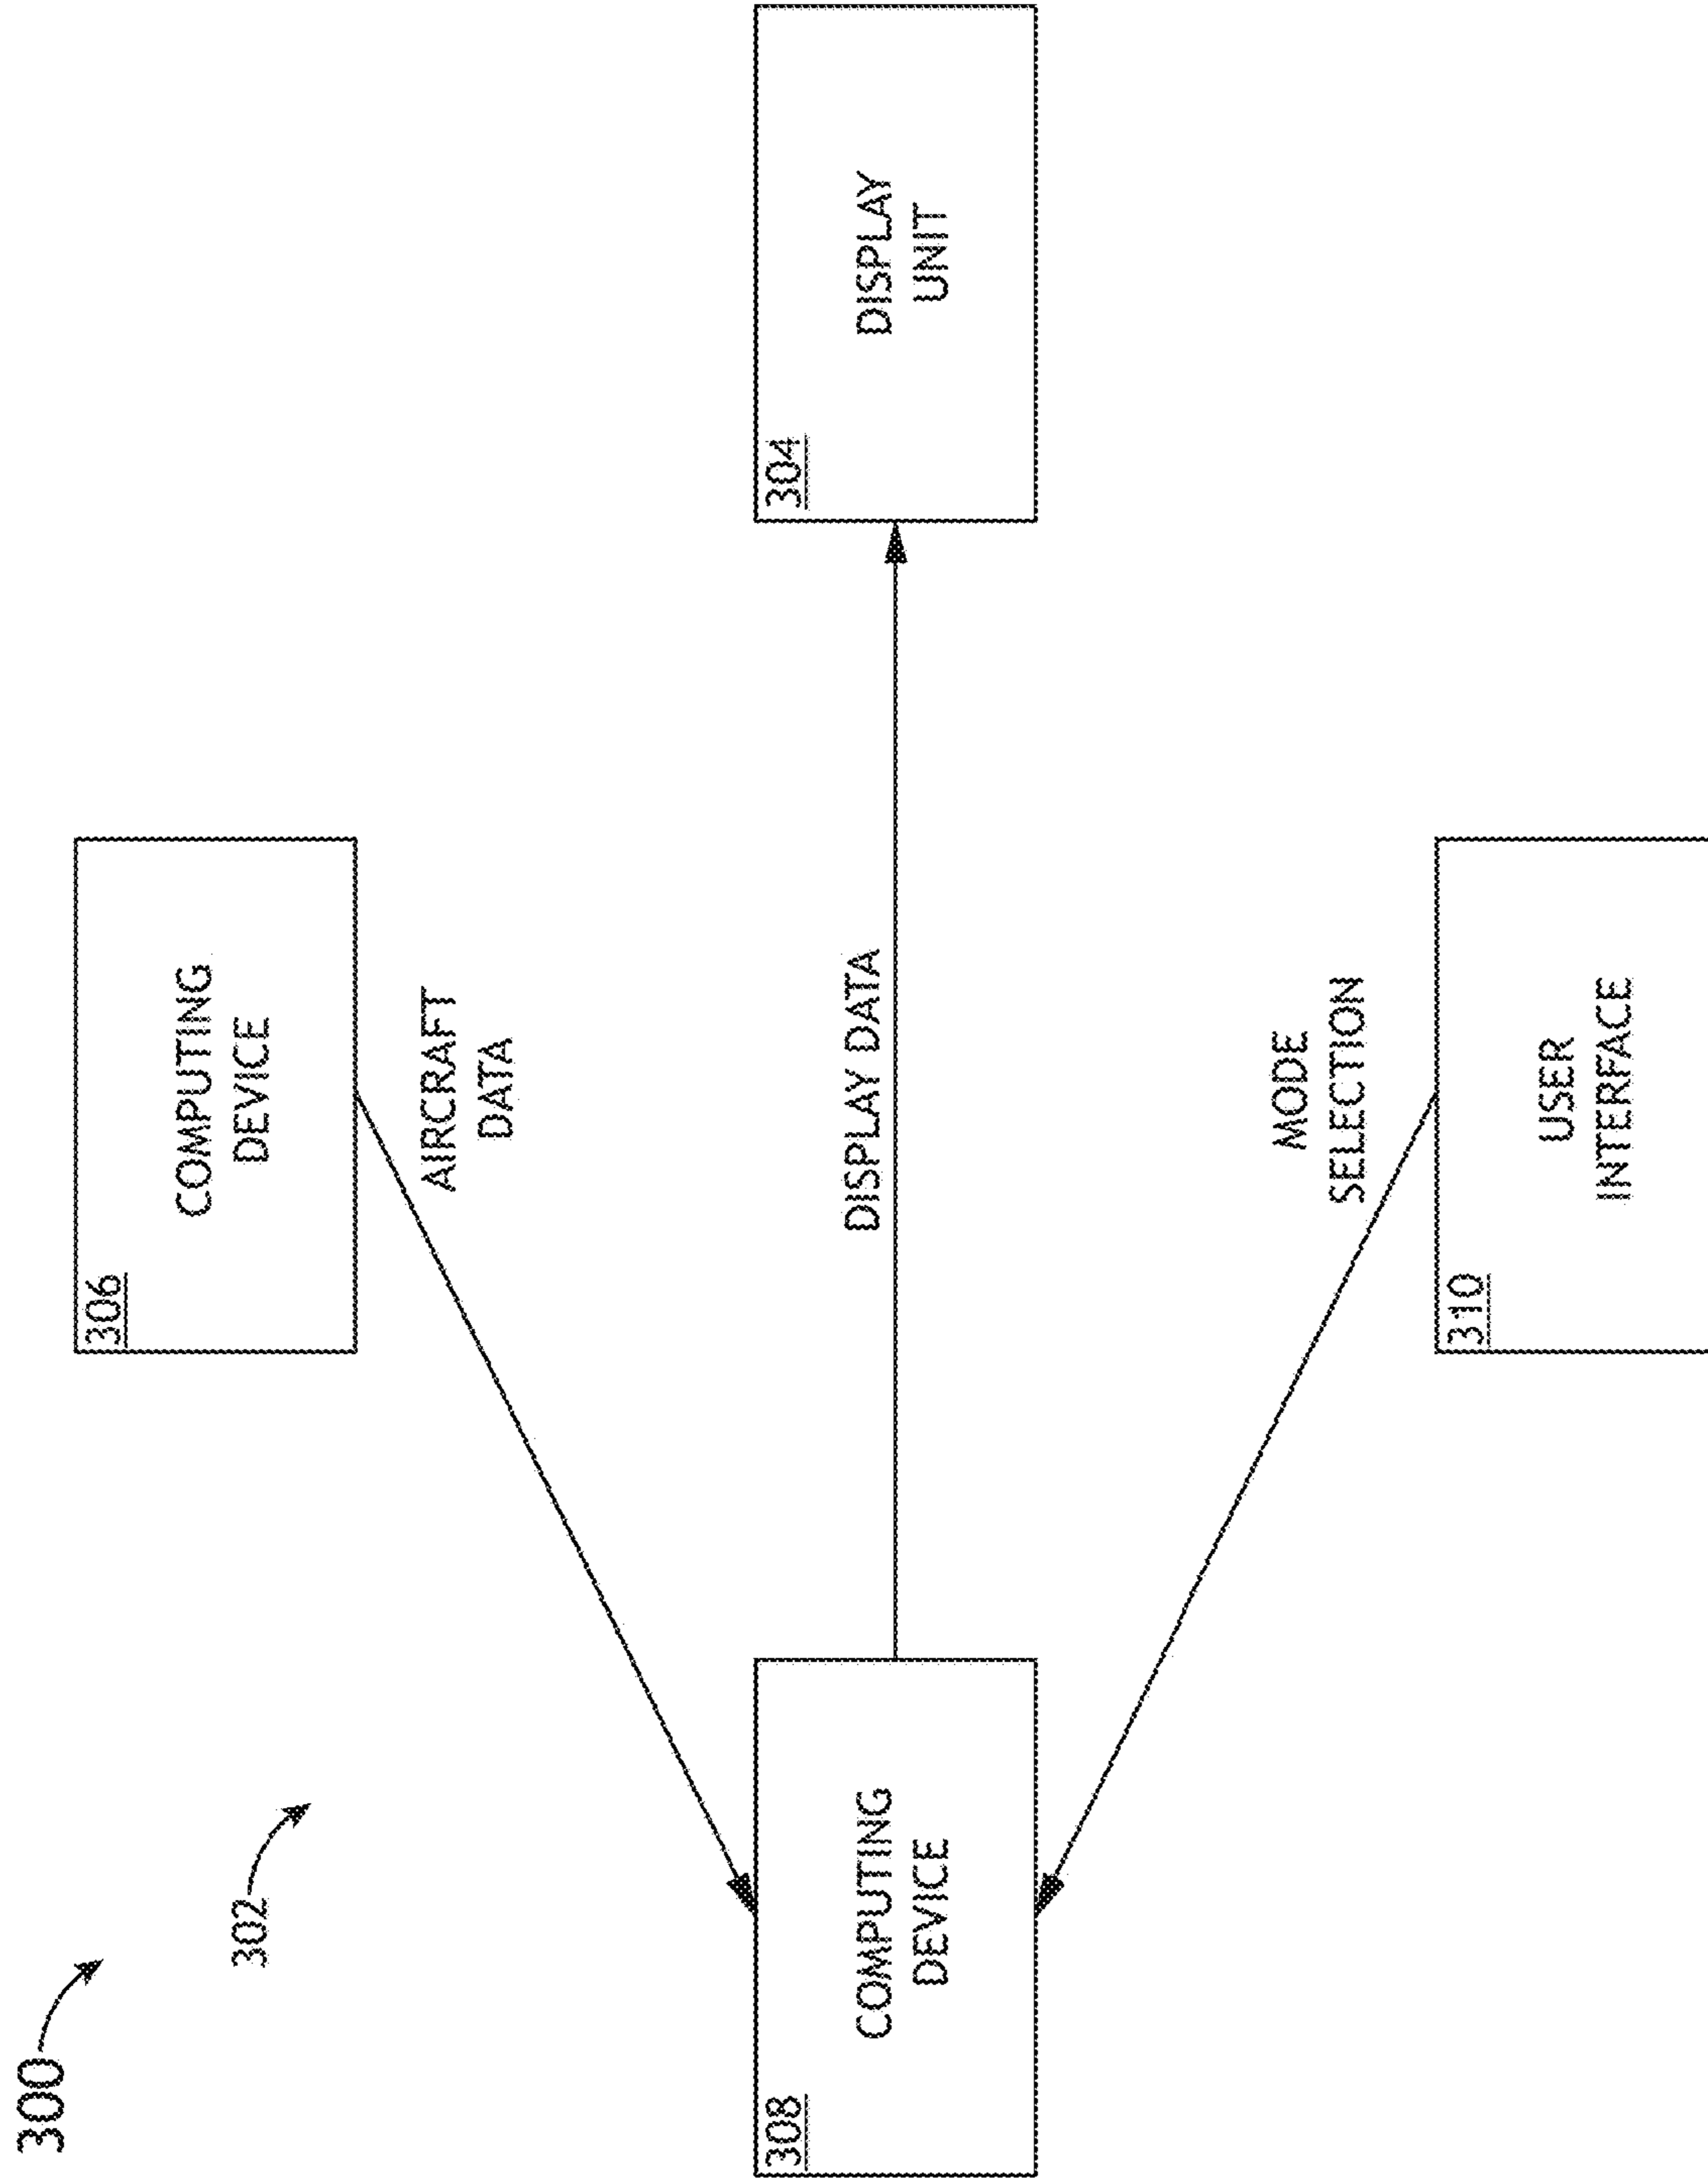 300
302
306
COMPUTING
DEVICE
AIRCRAFT
DATA
308
COMPUTING
DEVICE
DISPLAY DATA
304
DISPLAY
UNIT
MODE
SELECTION
310
USER
INTERFACE